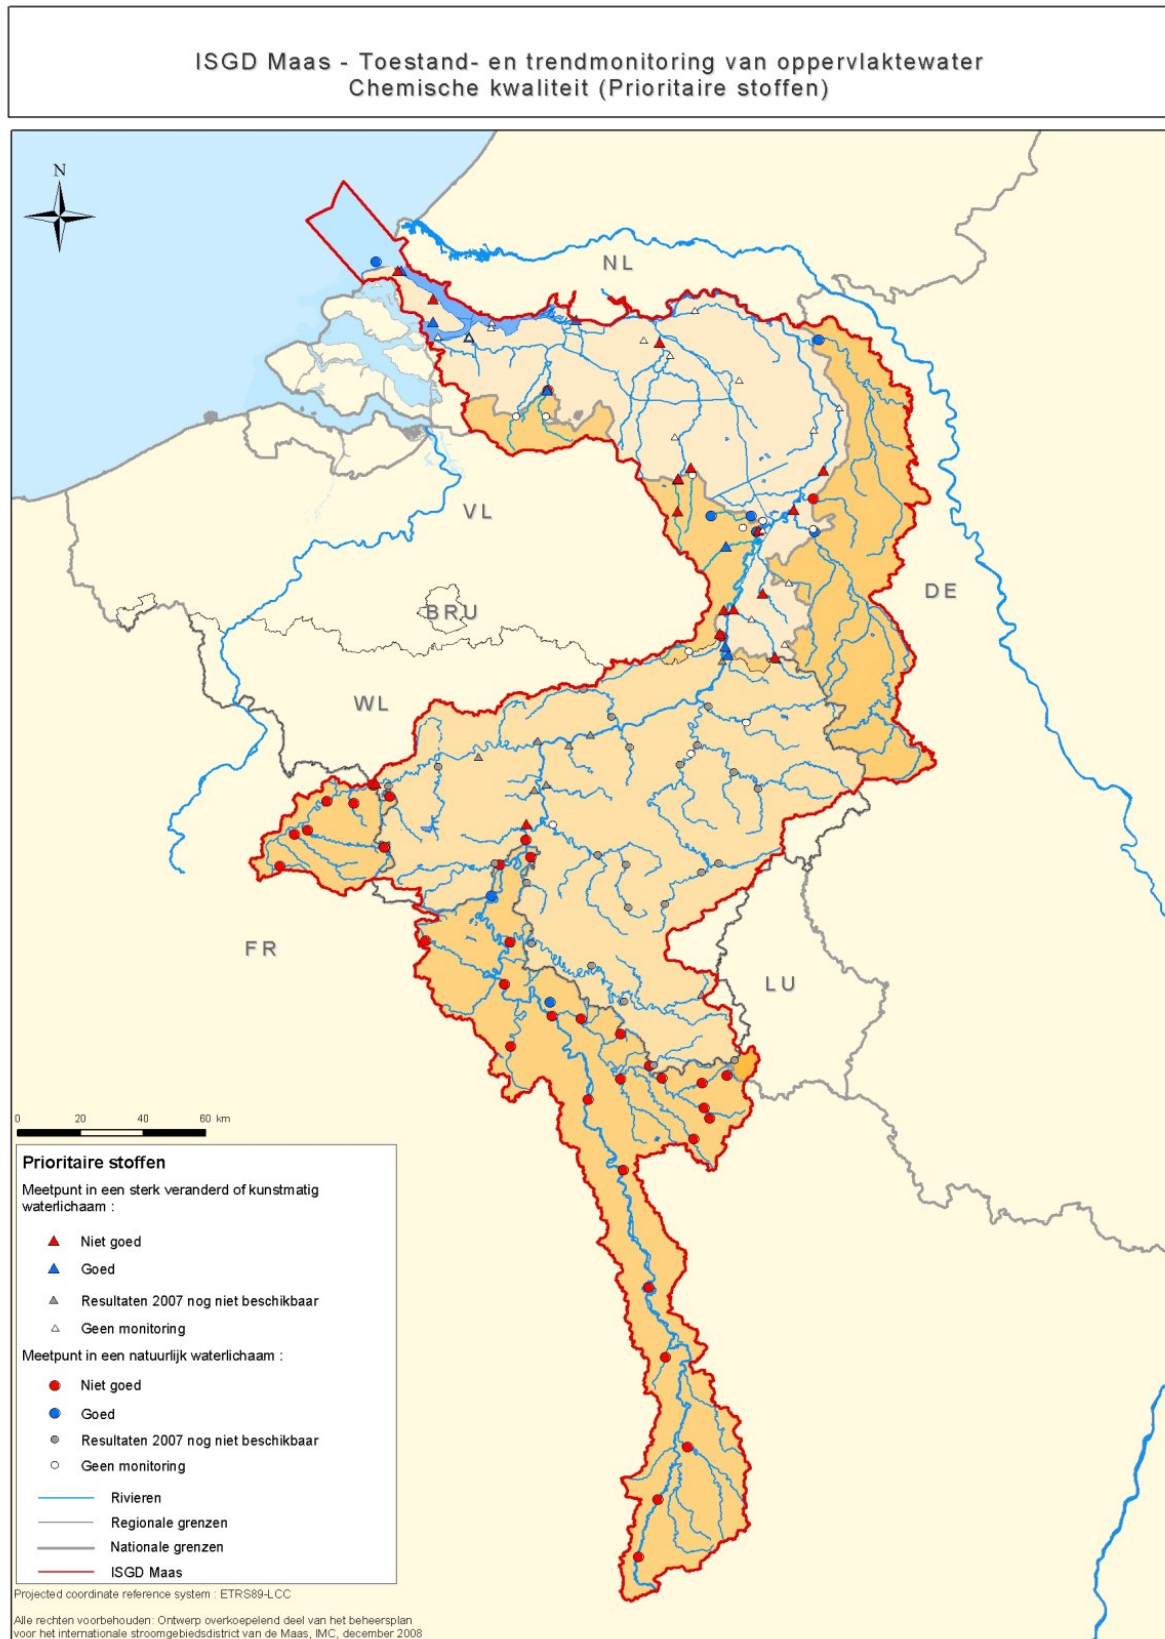 ISGD Maas - Toestand- en trendmonitoring van oppervlaktewater
Chemische kwaliteit (Prioritaire stoffen)
N
NL
VL
DE
BRU
WL
FR
LU
0 20 40 60 km
Prioritaire stoffen
Meetpunt in een sterk veranderd of kunstmatig
waterlichaam :
Niet goed
Goed
Resultaten 2007 nog niet beschikbaar
Geen monitoring
Meetpunt in een natuurlijk waterlichaam :
Niet goed
Goed
Resultaten 2007 nog niet beschikbaar
Geen monitoring
Rivieren
Regionale grenzen
Nationale grenzen
ISGD Maas
Projected coordinate reference system : ETRS89-LCC
Alle rechten voorbehouden: Ontwerp overkoepelend deel van het beheersplan
voor het internationale stroomgebiedsdistrict van de Maas, IMC, december 2008